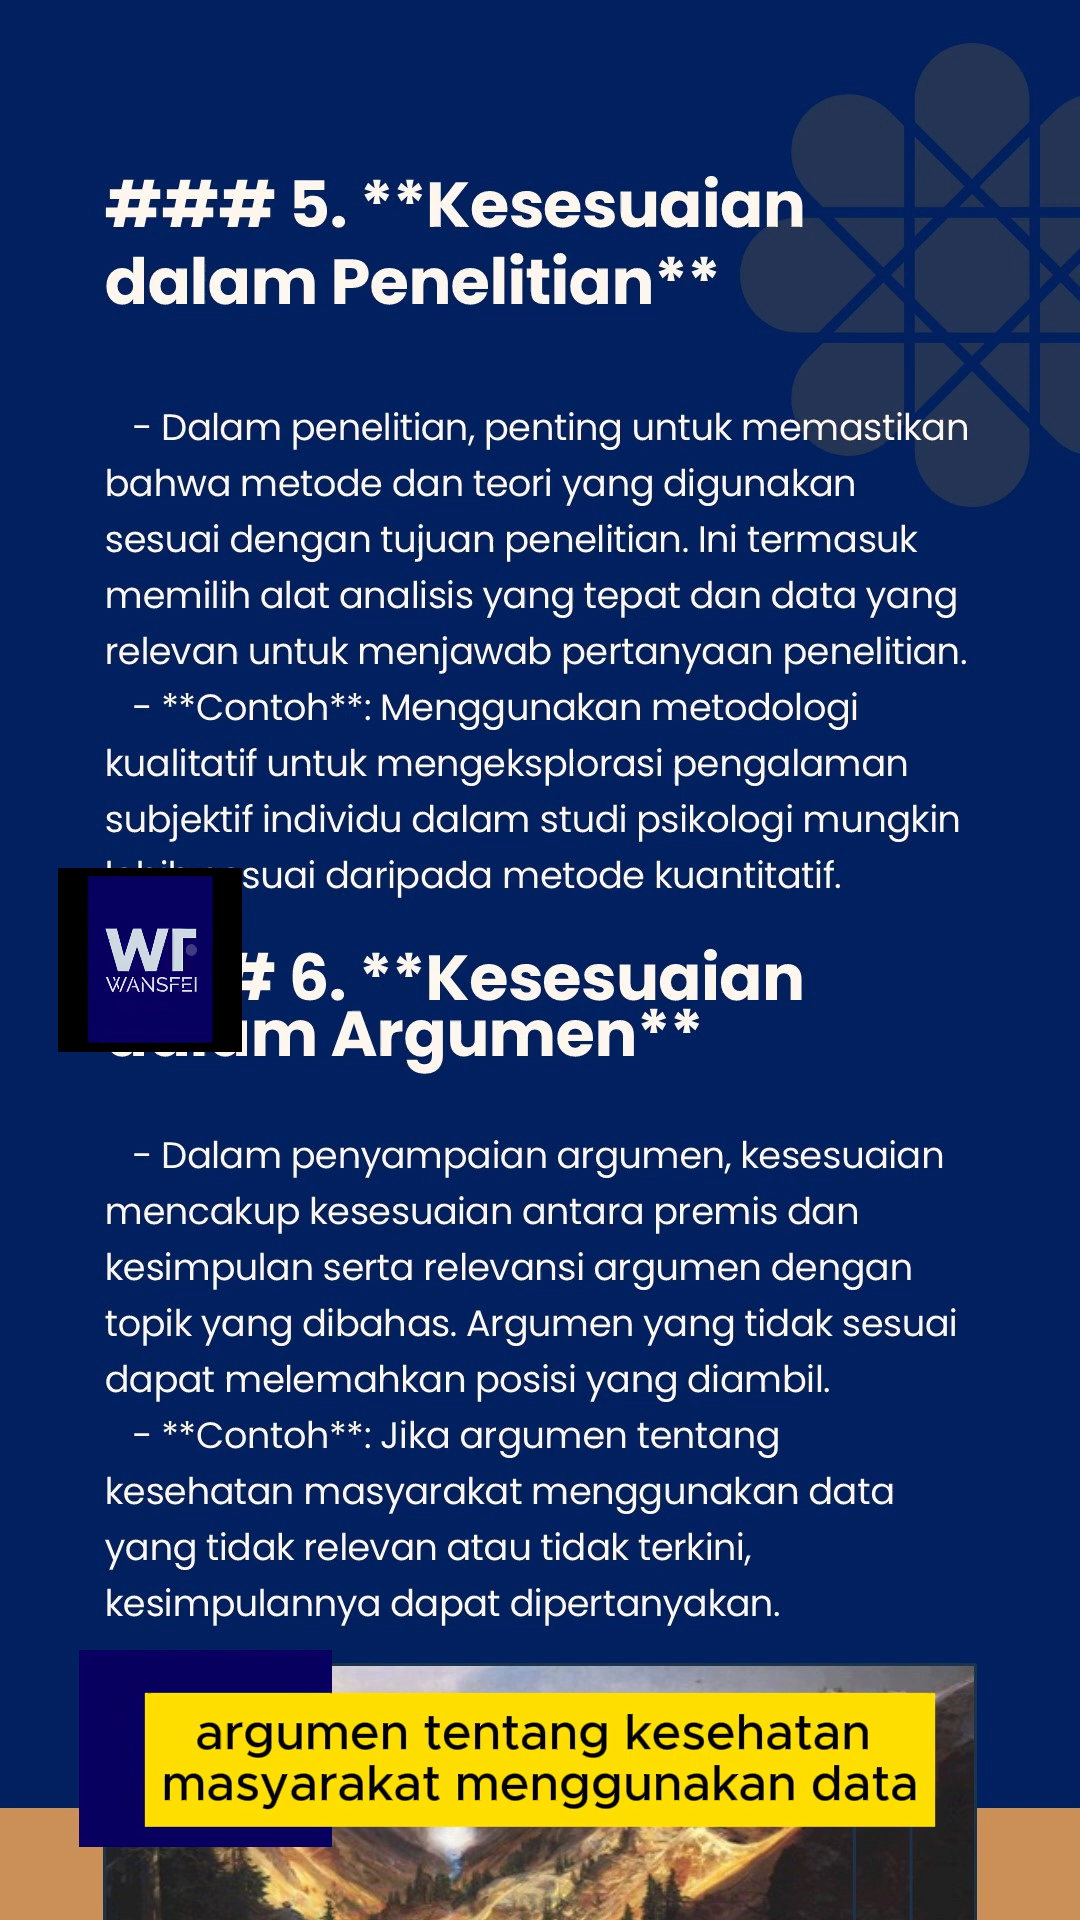 ### 5. **Kesesuaian
dalam Penelitian**
- Dalam penelitian, penting untuk memastikan
bahwa metode dan teori yang digunakan
sesuai dengan tujuan penelitian. Ini termasuk
memilih alat analisis yang tepat dan data yang
relevan untuk menjawab pertanyaan penelitian.
- **Contoh**: Menggunakan metodologi
kualitatif untuk mengeksplorasi pengalaman
subjektif individu dalam studi psikologi mungkin
daripada metode kuantitatif.
WF
WANSFEI
# 6. **Kesesuaian
Argumen**
- Dalam penyampaian argumen, kesesuaian
mencakup kesesuaian antara premis dan
kesimpulan serta relevansi argumen dengan
topik yang dibahas. Argumen yang tidak sesuai
dapat melemahkan posisi yang diambil.
- **Contoh**: Jika argumen tentang
kesehatan masyarakat menggunakan data
yang tidak relevan atau tidak terkini,
kesimpulannya dapat dipertanyakan.
argumen tentang kesehatan
masyarakat menggunakan data